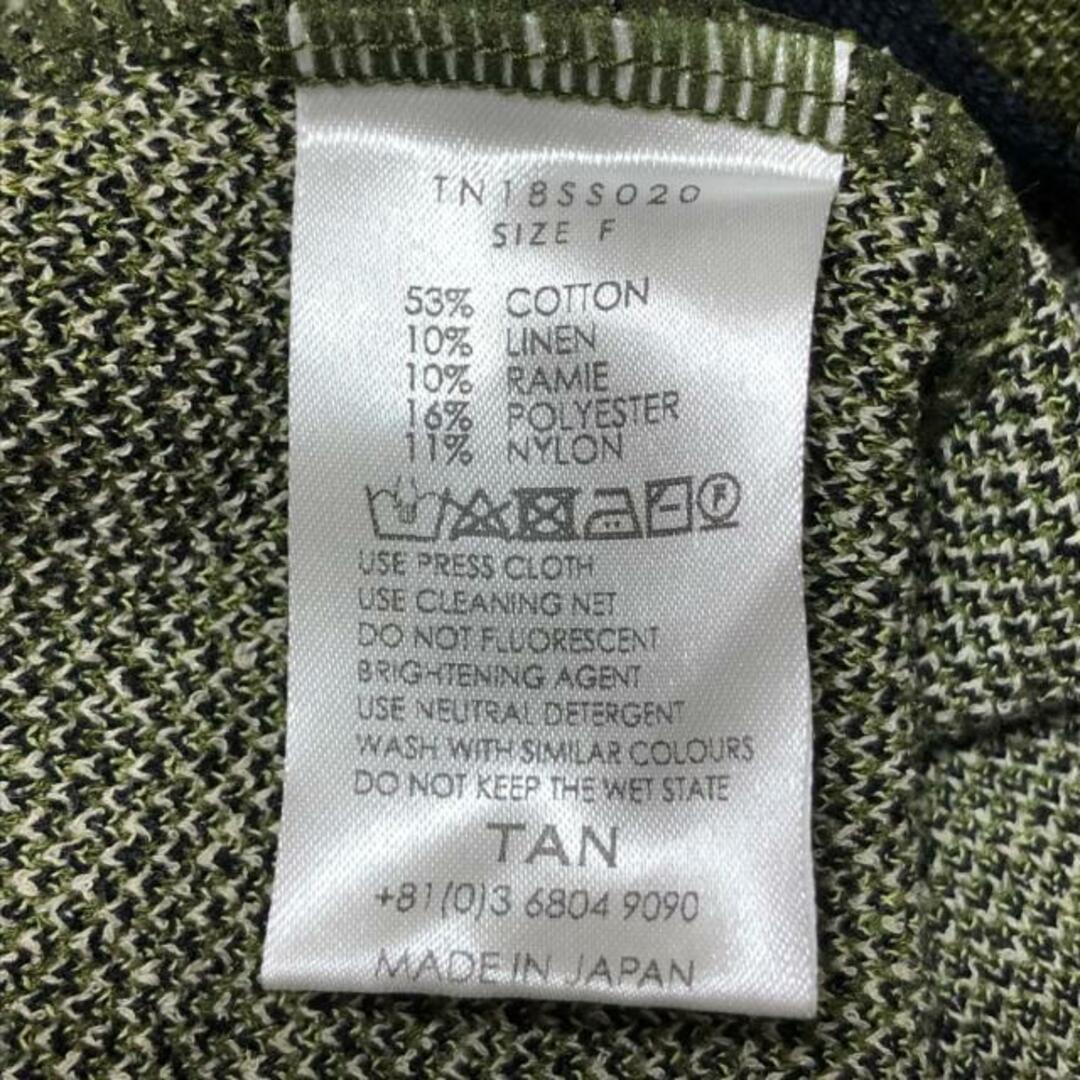 TN18SS020
SIZE F
53% COTTON
10% LINEN
10% RAMIE
16% POLYESTER
11% NYLON
F
USE PRESS CLOTH
USE CLEANING NET
DO NOT FLUORESCENT
BRIGHTENING AGENT
USE NEUTRAL DETERGENT
WASH WITH SIMILAR COLOURS
DO NOT KEEP THE WET STATE
TAN
+81(0)3 6804 9090
MADE IN JAPAN